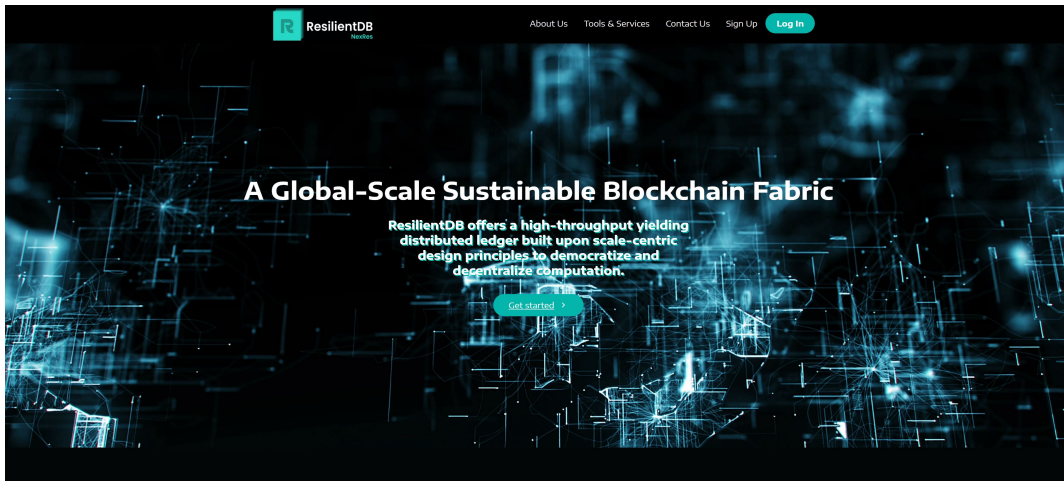 ResilientDB
NexRes
About Us Tools & Services Contact Us Sign Up Log In
A Global-Scale Sustainable Blockchain Fabric
ResilientDB offers a high-throughput yielding
distributed ledger built upon scale-centric
design principles to democratize and
decentralize computation.
Get started